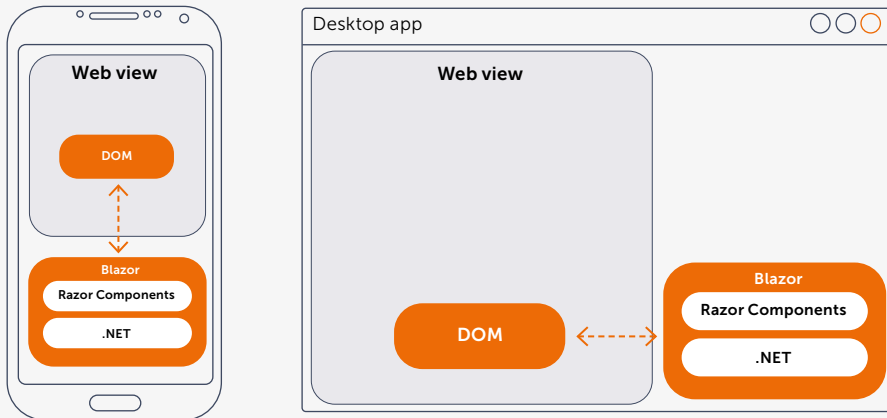 Web view
DOM
Blazor
Razor Components
.NET
Desktop app
Web view
DOM
Blazor
Razor Components
.NET